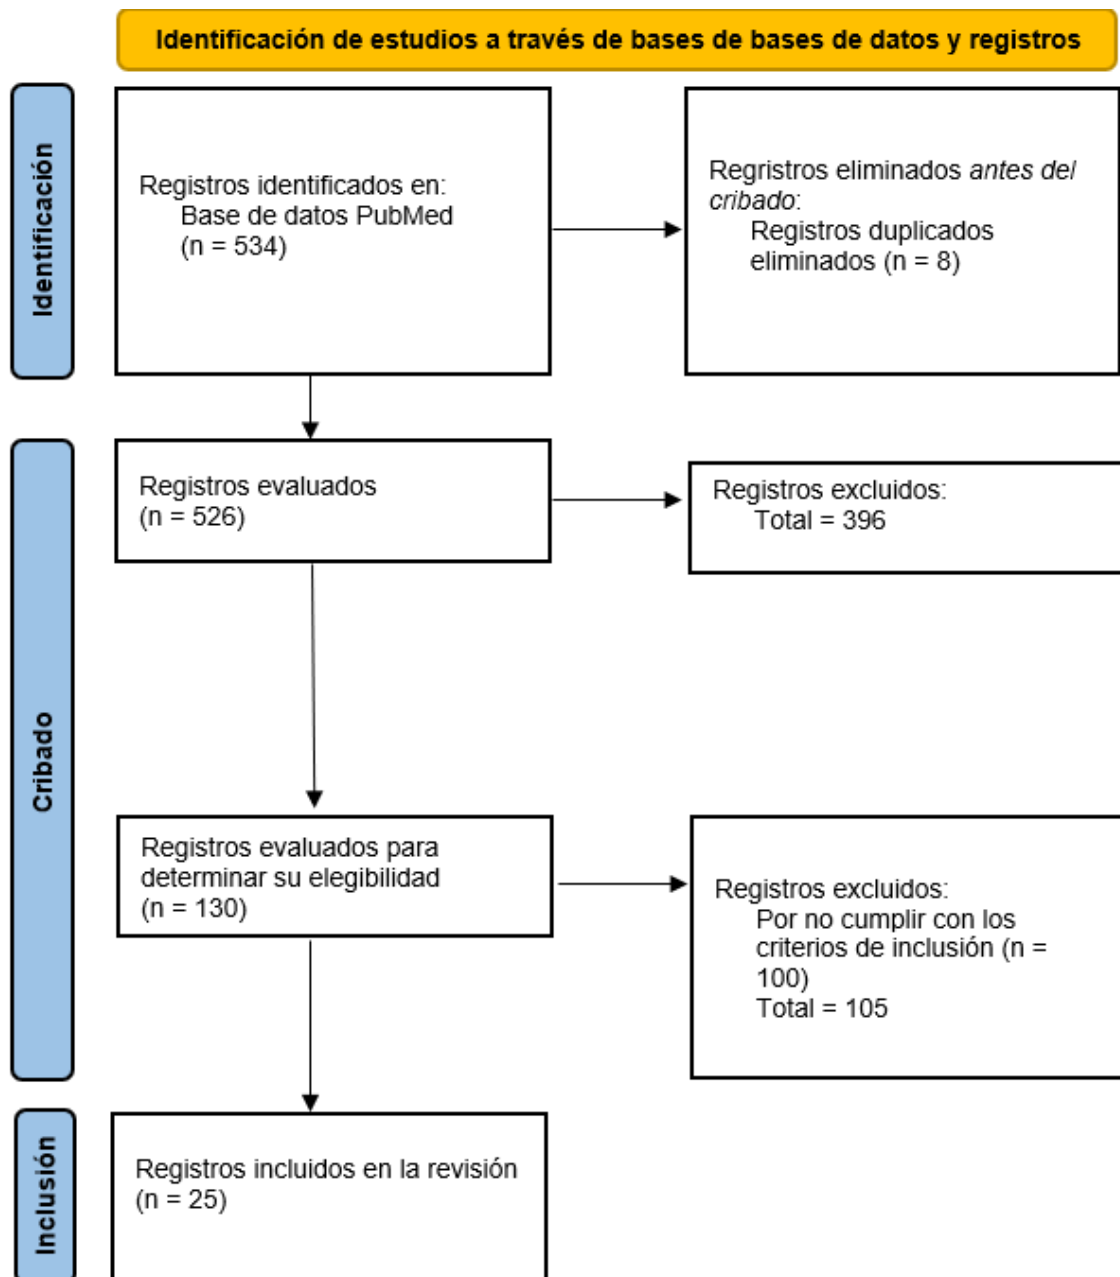 Identificación de estudios a través de bases de bases de datos y registros
Identificación
Registros identificados en:
Base de datos PubMed
(n = 534)
Regristros eliminados antes del
cribado:
Registros duplicados
eliminados (n = 8)
Cribado
Registros evaluados
(n = 526)
Registros excluidos:
Total = 396
Registros evaluados para
determinar su elegibilidad
(n = 130)
Registros excluidos:
Por no cumplir con los
criterios de inclusión (n =
100)
Total = 105
Inclusión
Registros incluidos en la revisión
(n = 25)